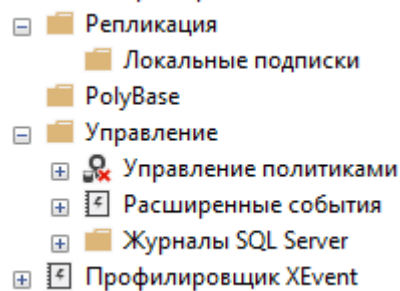 Репликация
Локальные подписки
PolyBase
Управление
Управление политиками
Расширенные события
Журналы SQL Server
Профилировщик XEvent